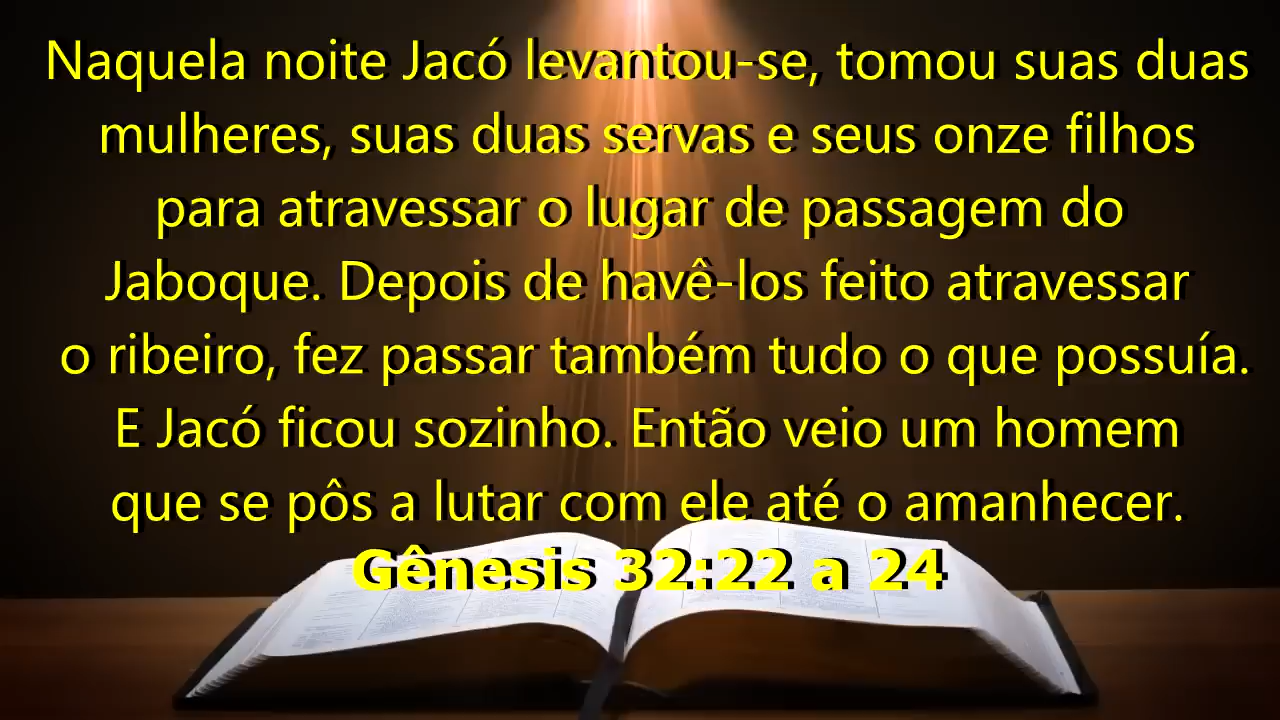 Naquela noite Jacó levantou-se, tomou suas duas
mulheres, suas duas servas e seus onze filhos
para atravessar o lugar de passagem do
Jaboque. Depois de havê-los feito atravessar
o ribeiro, fez passar também tudo o que possuía.
E Jacó ficou sozinho. Então veio um homem
que se pôs a lutar com ele até o amanhecer.
Gênesis 32:22 a 24